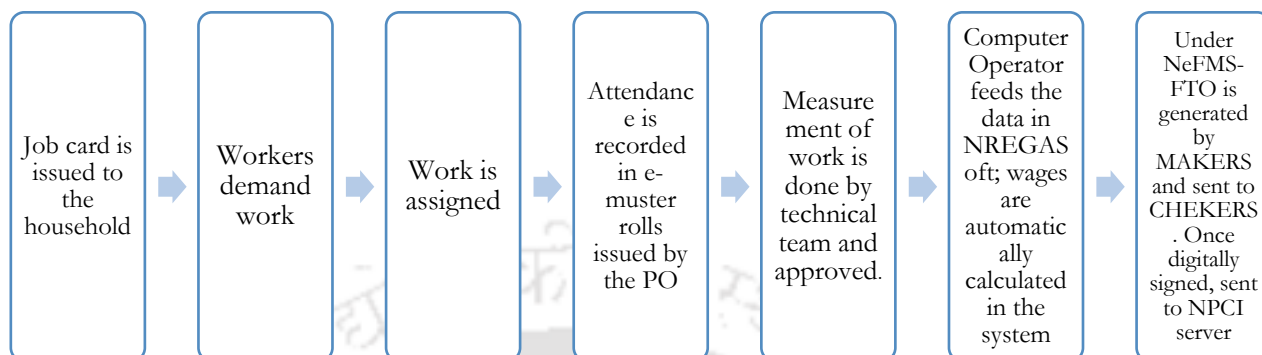 Job card is
issued to
the
household
Workers
demand
work
Work is
assigned
Attendanc
e is
recorded
in e-
muster
rolls
issued by
the PO
Measure
ment of
work is
done by
technical
team and
approved.
Computer
Operator
feeds the
data in
NREGAS
oft; wages
are
automatic
ally
calculated
in the
system
Under
NeFMS-
FTO is
generated
by
MAKERS
and sent to
CHEKERS
. Once
digitally
signed, sent
to NPCI
server